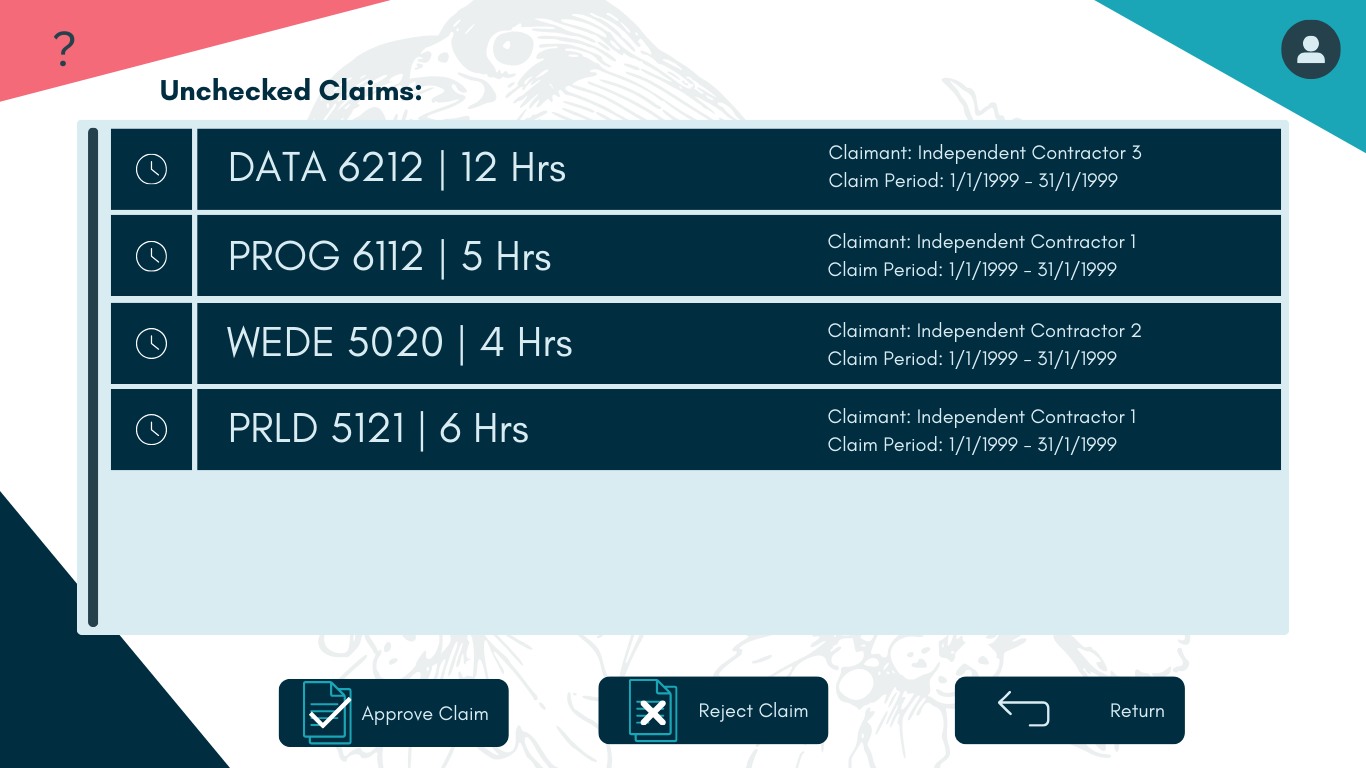 ?
Unchecked Claims:
DATA 6212 | 12 Hrs
Claimant: Independent Contractor 3
Claim Period: 1/1/1999 - 31/1/1999
PROG 6112 | 5 Hrs
Claimant: Independent Contractor 1
Claim Period: 1/1/1999 - 31/1/1999
WEDE 5020 | 4 Hrs
Claimant: Independent Contractor 2
Claim Period: 1/1/1999 - 31/1/1999
PRLD 5121 | 6 Hrs
Claimant: Independent Contractor 1
Claim Period: 1/1/1999 - 31/1/1999
Approve Claim
Reject Claim
Return